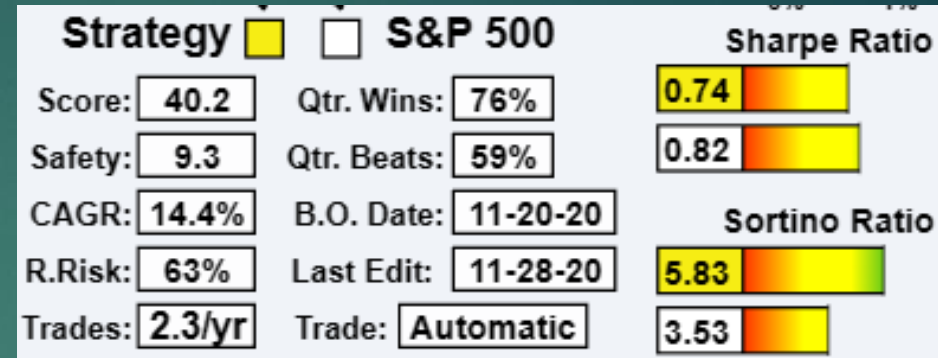 Strategy S&P 500
Score: 40.2 Qtr. Wins: 76%
Safety: 9.3 Qtr. Beats: 59%
CAGR: 14.4% B.O. Date: 11-20-20
R.Risk: 63% Last Edit: 11-28-20
Trades: 2.3/yr Trade: Automatic
Sharpe Ratio
0.74
0.82
Sortino Ratio
5.83
3.53